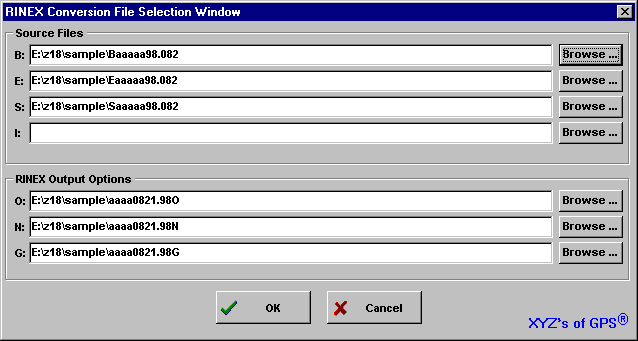 RINEX Conversion File Selection Window
Source Files
B: E:\z18\sample\Baaaaa98.082 Browse ...
E: E:\z18\sample\Eaaaaa98.082 Browse ...
S: E:\z18\sample\Saaaaa98.082 Browse ...
I: Browse ...
RINEX Output Options
O: E:\z18\sample\aaaa0821.98O Browse ...
N: E:\z18\sample\aaaa0821.98N Browse ...
G: E:\z18\sample\aaaa0821.98G Browse ...
OK Cancel
XYZ's of GPS®